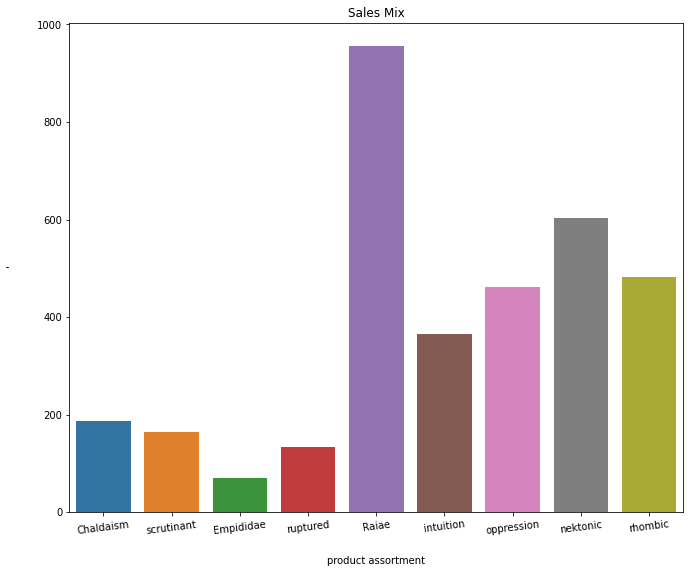 Sales Mix
1000
800
600
400
200
0
-
Chaldaism scrutinant Empididae ruptured Raiae intuition oppression nektonic rhombic
product assortment